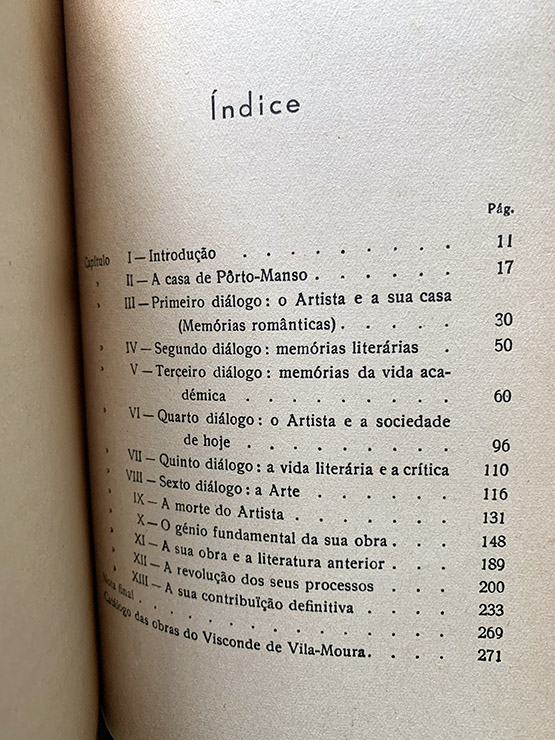 Índice
Pág.
Capítulo I — Introdução . . . . . . . . . 11
» II — A casa de Pôrto-Manso . . . . . 17
» III — Primeiro diálogo : o Artista e a sua casa
(Memórias românticas) . . . . . 30
» IV — Segundo diálogo : memórias literárias . 50
» V — Terceiro diálogo : memórias da vida aca-
démica . . . . . . . . . 60
» VI — Quarto diálogo : o Artista e a sociedade
de hoje . . . . . . . . . 96
» VII — Quinto diálogo : a vida literária e a crítica 110
» VIII — Sexto diálogo : a Arte . . . . . . 116
» IX — A morte do Artista . . . . . . 131
» X — O génio fundamental da sua obra . . . 148
» XI — A sua obra e a literatura anterior . . . 189
» XII — A revolução dos seus processos . . . 200
» XIII — A sua contribuïção definitiva . . . . 233
Nota final . . . . . . . . . . . . . 269
Catálogo das obras do Visconde de Vila-Moura. . . . 271